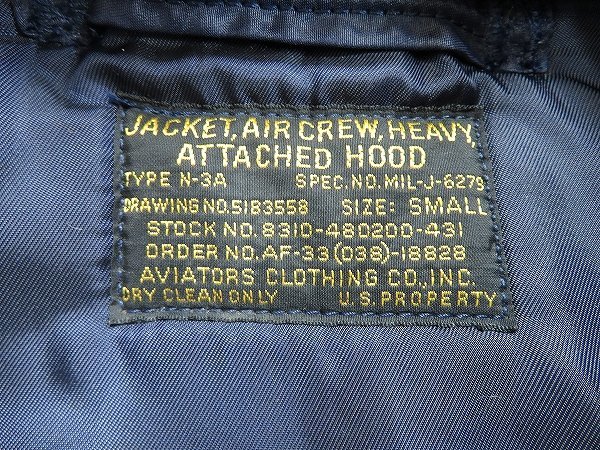 JACKET, AIR CREW, HEAVY,
ATTACHED HOOD
TYPE N-3A SPEC. NO. MIL-J-6279
DRAWING NO. 51B3558 SIZE: SMALL
STOCK NO. 8310-480200-431
ORDER NO. AF-33(038)-18828
AVIATORS CLOTHING CO., INC.
DRY CLEAN ONLY U.S. PROPERTY